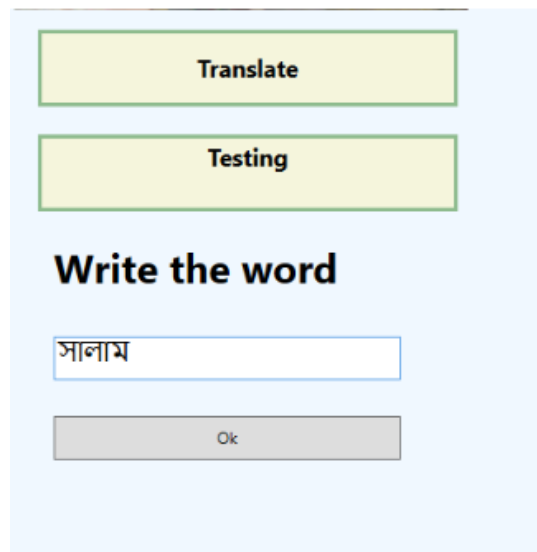 Translate
Testing
Write the word
সালাম
Ok